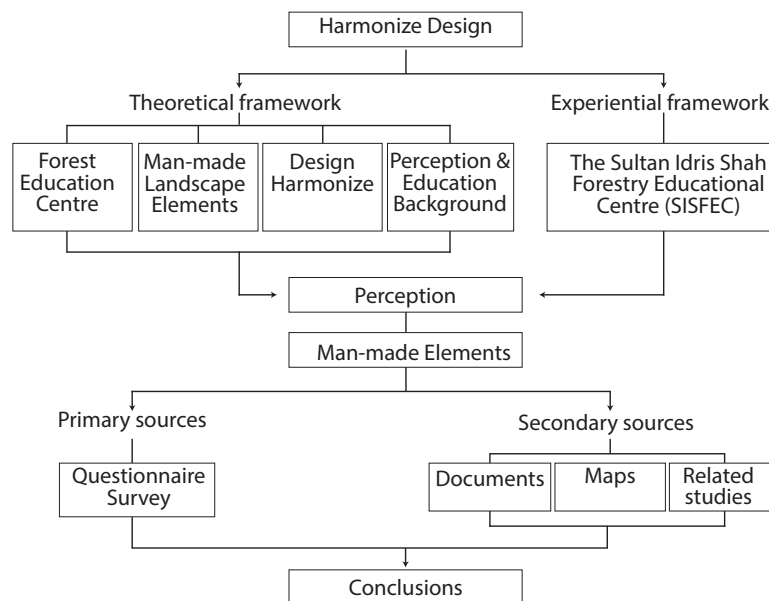 Harmonize Design
Theoretical framework
Experiential framework
Forest
Education
Centre
Man-made
Landscape
Elements
Design
Harmonize
Perception &
Education
Background
The Sultan Idris Shah
Forestry Educational
Centre (SISFEC)
Perception
Man-made Elements
Primary sources
Secondary sources
Questionnaire
Survey
Documents
Maps
Related
studies
Conclusions